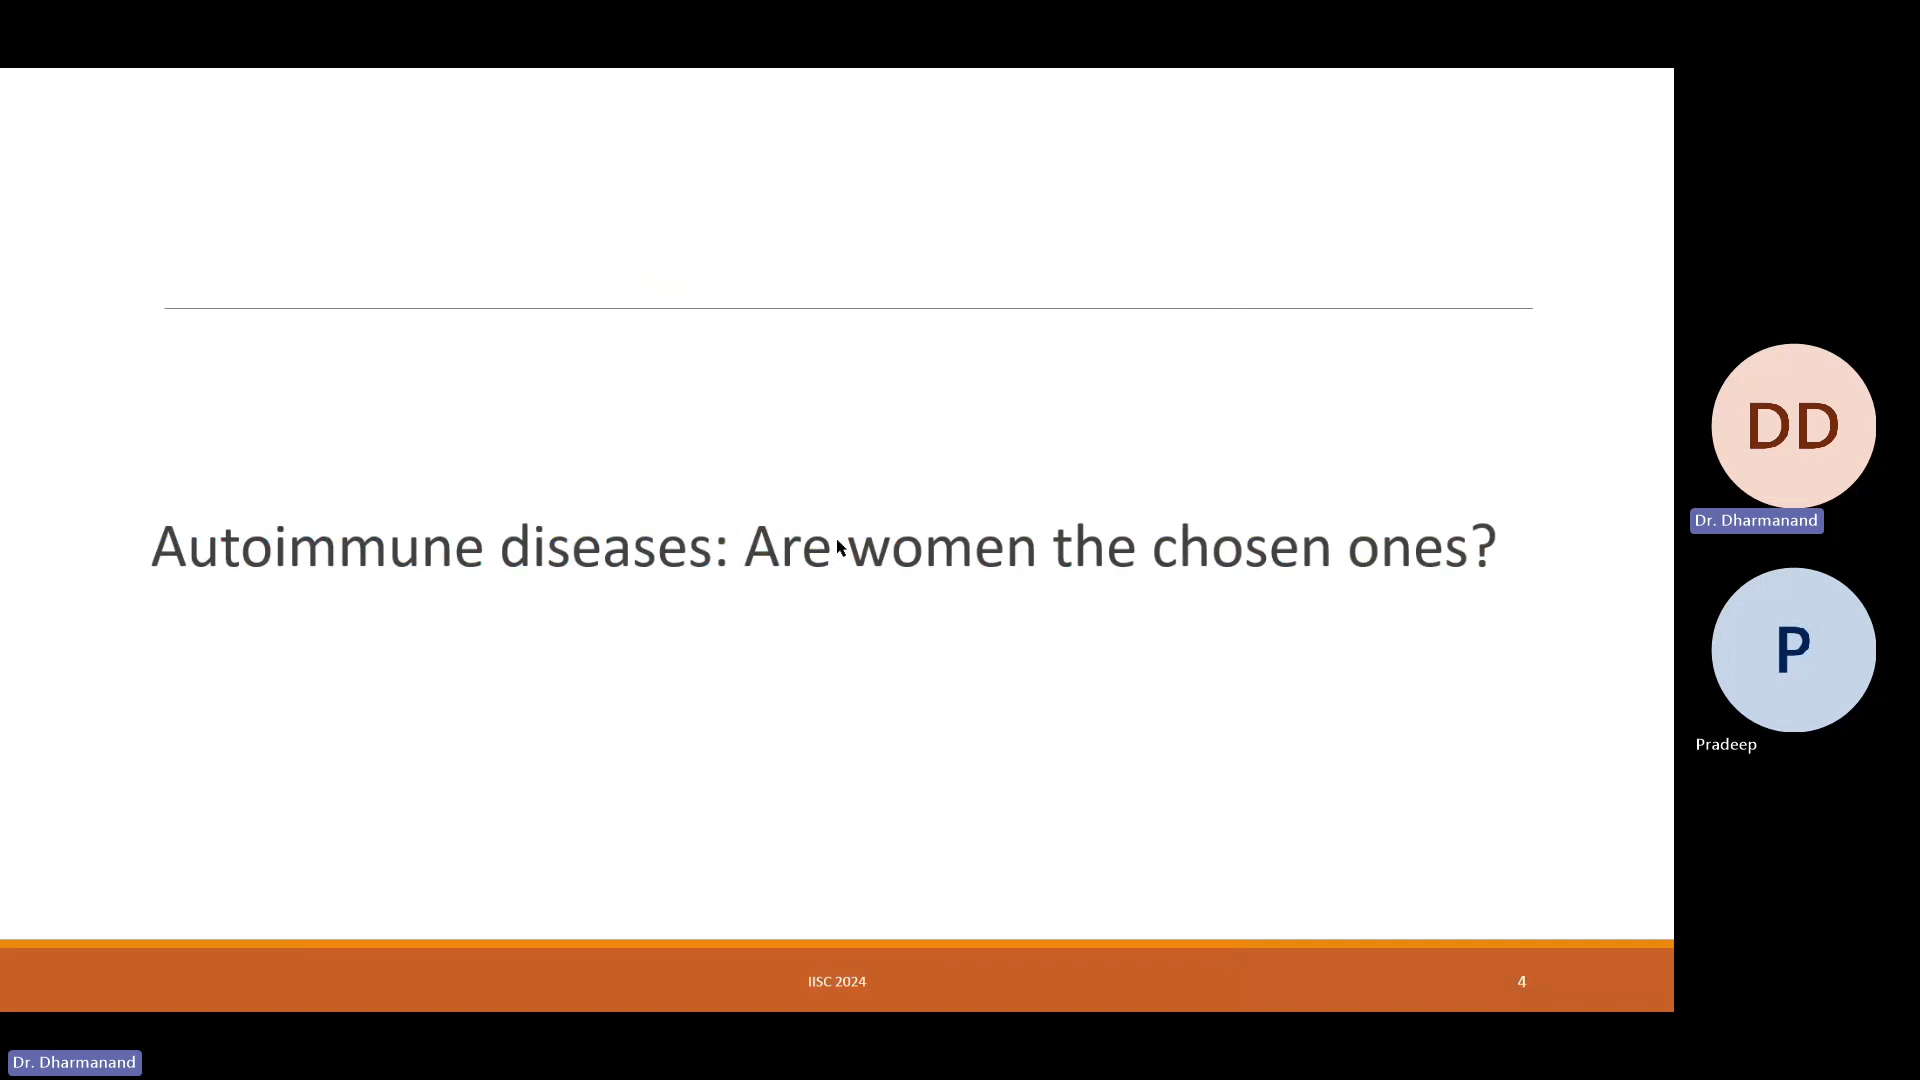 Autoimmune diseases: Are women the chosen ones?
IISC 2024
4
DD
Dr. Dharmanand
P
Pradeep
Dr. Dharmanand